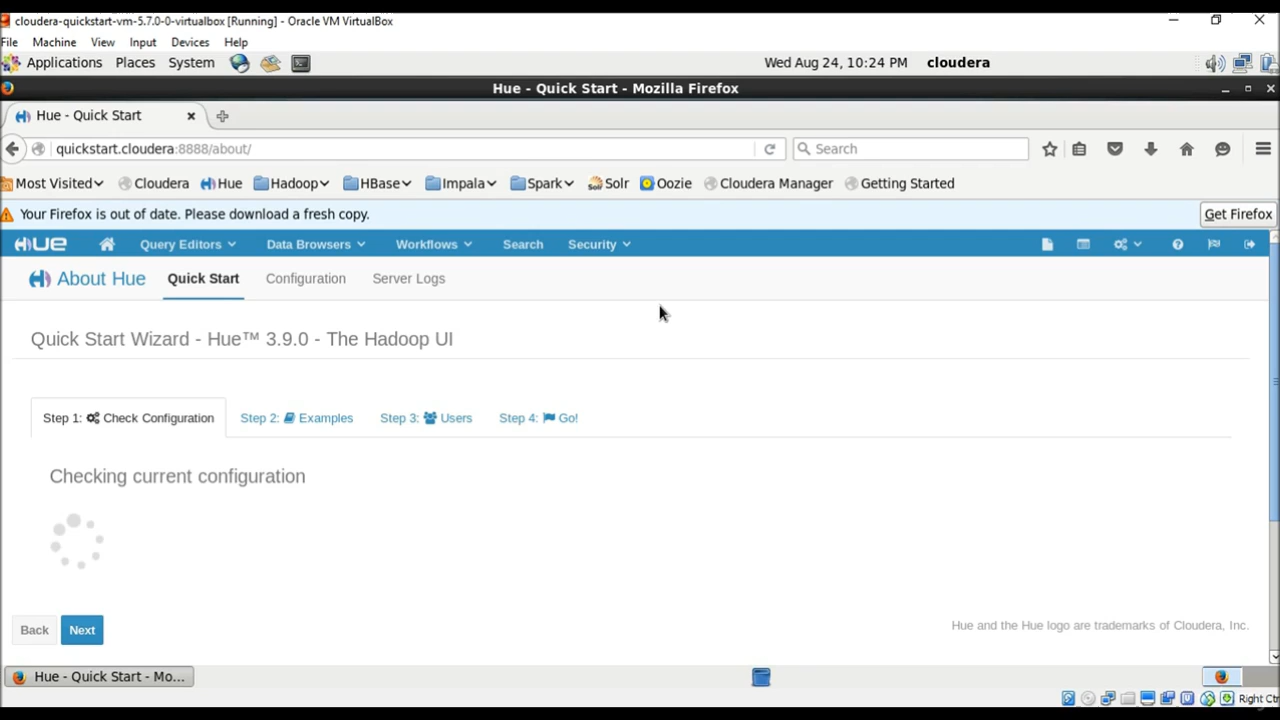 cloudera-quickstart-vm-5.7.0-0-virtualbox [Running] - Oracle VM VirtualBox
File Machine View Input Devices Help
Applications Places System Wed Aug 24, 10:24 PM cloudera
Hue - Quick Start - Mozilla Firefox
Hue - Quick Start
quickstart.cloudera:8888/about/ Search
Most Visited Cloudera Hue Hadoop HBase Impala Spark Solr Oozie Cloudera Manager Getting Started
Your Firefox is out of date. Please download a fresh copy. Get Firefox
HUE Query Editors Data Browsers Workflows Search Security
About Hue Quick Start Configuration Server Logs
Quick Start Wizard - Hue™ 3.9.0 - The Hadoop UI
Step 1: Check Configuration Step 2: Examples Step 3: Users Step 4: Go!
Checking current configuration
Back Next
Hue and the Hue logo are trademarks of Cloudera, Inc.
Hue - Quick Start - Mo...
Right Ctr